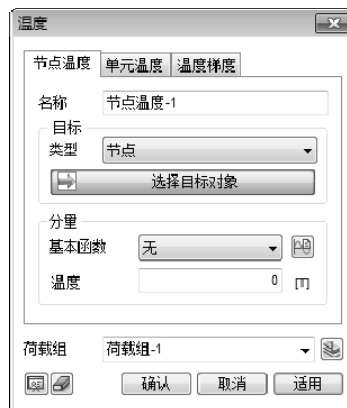 温度
节点温度 单元温度 温度梯度
名称 节点温度-1
目标
类型 节点
选择目标对象
分量
基本函数 无
温度 0 [T]
荷载组 荷载组-1
确认 取消 适用